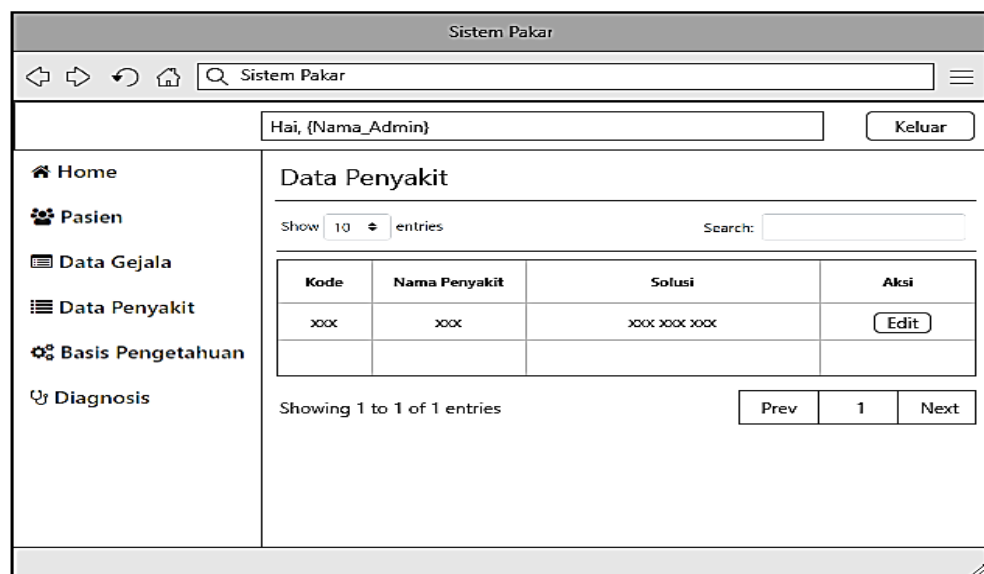 Sistem Pakar
Sistem Pakar
Hai, {Nama_Admin}
Keluar
Home
Pasien
Data Gejala
Data Penyakit
Basis Pengetahuan
Diagnosis
Data Penyakit
Show 10 entries
Search:
Kode Nama Penyakit Solusi Aksi
xxx xxx xxx xxx xxx Edit
Showing 1 to 1 of 1 entries
Prev 1 Next